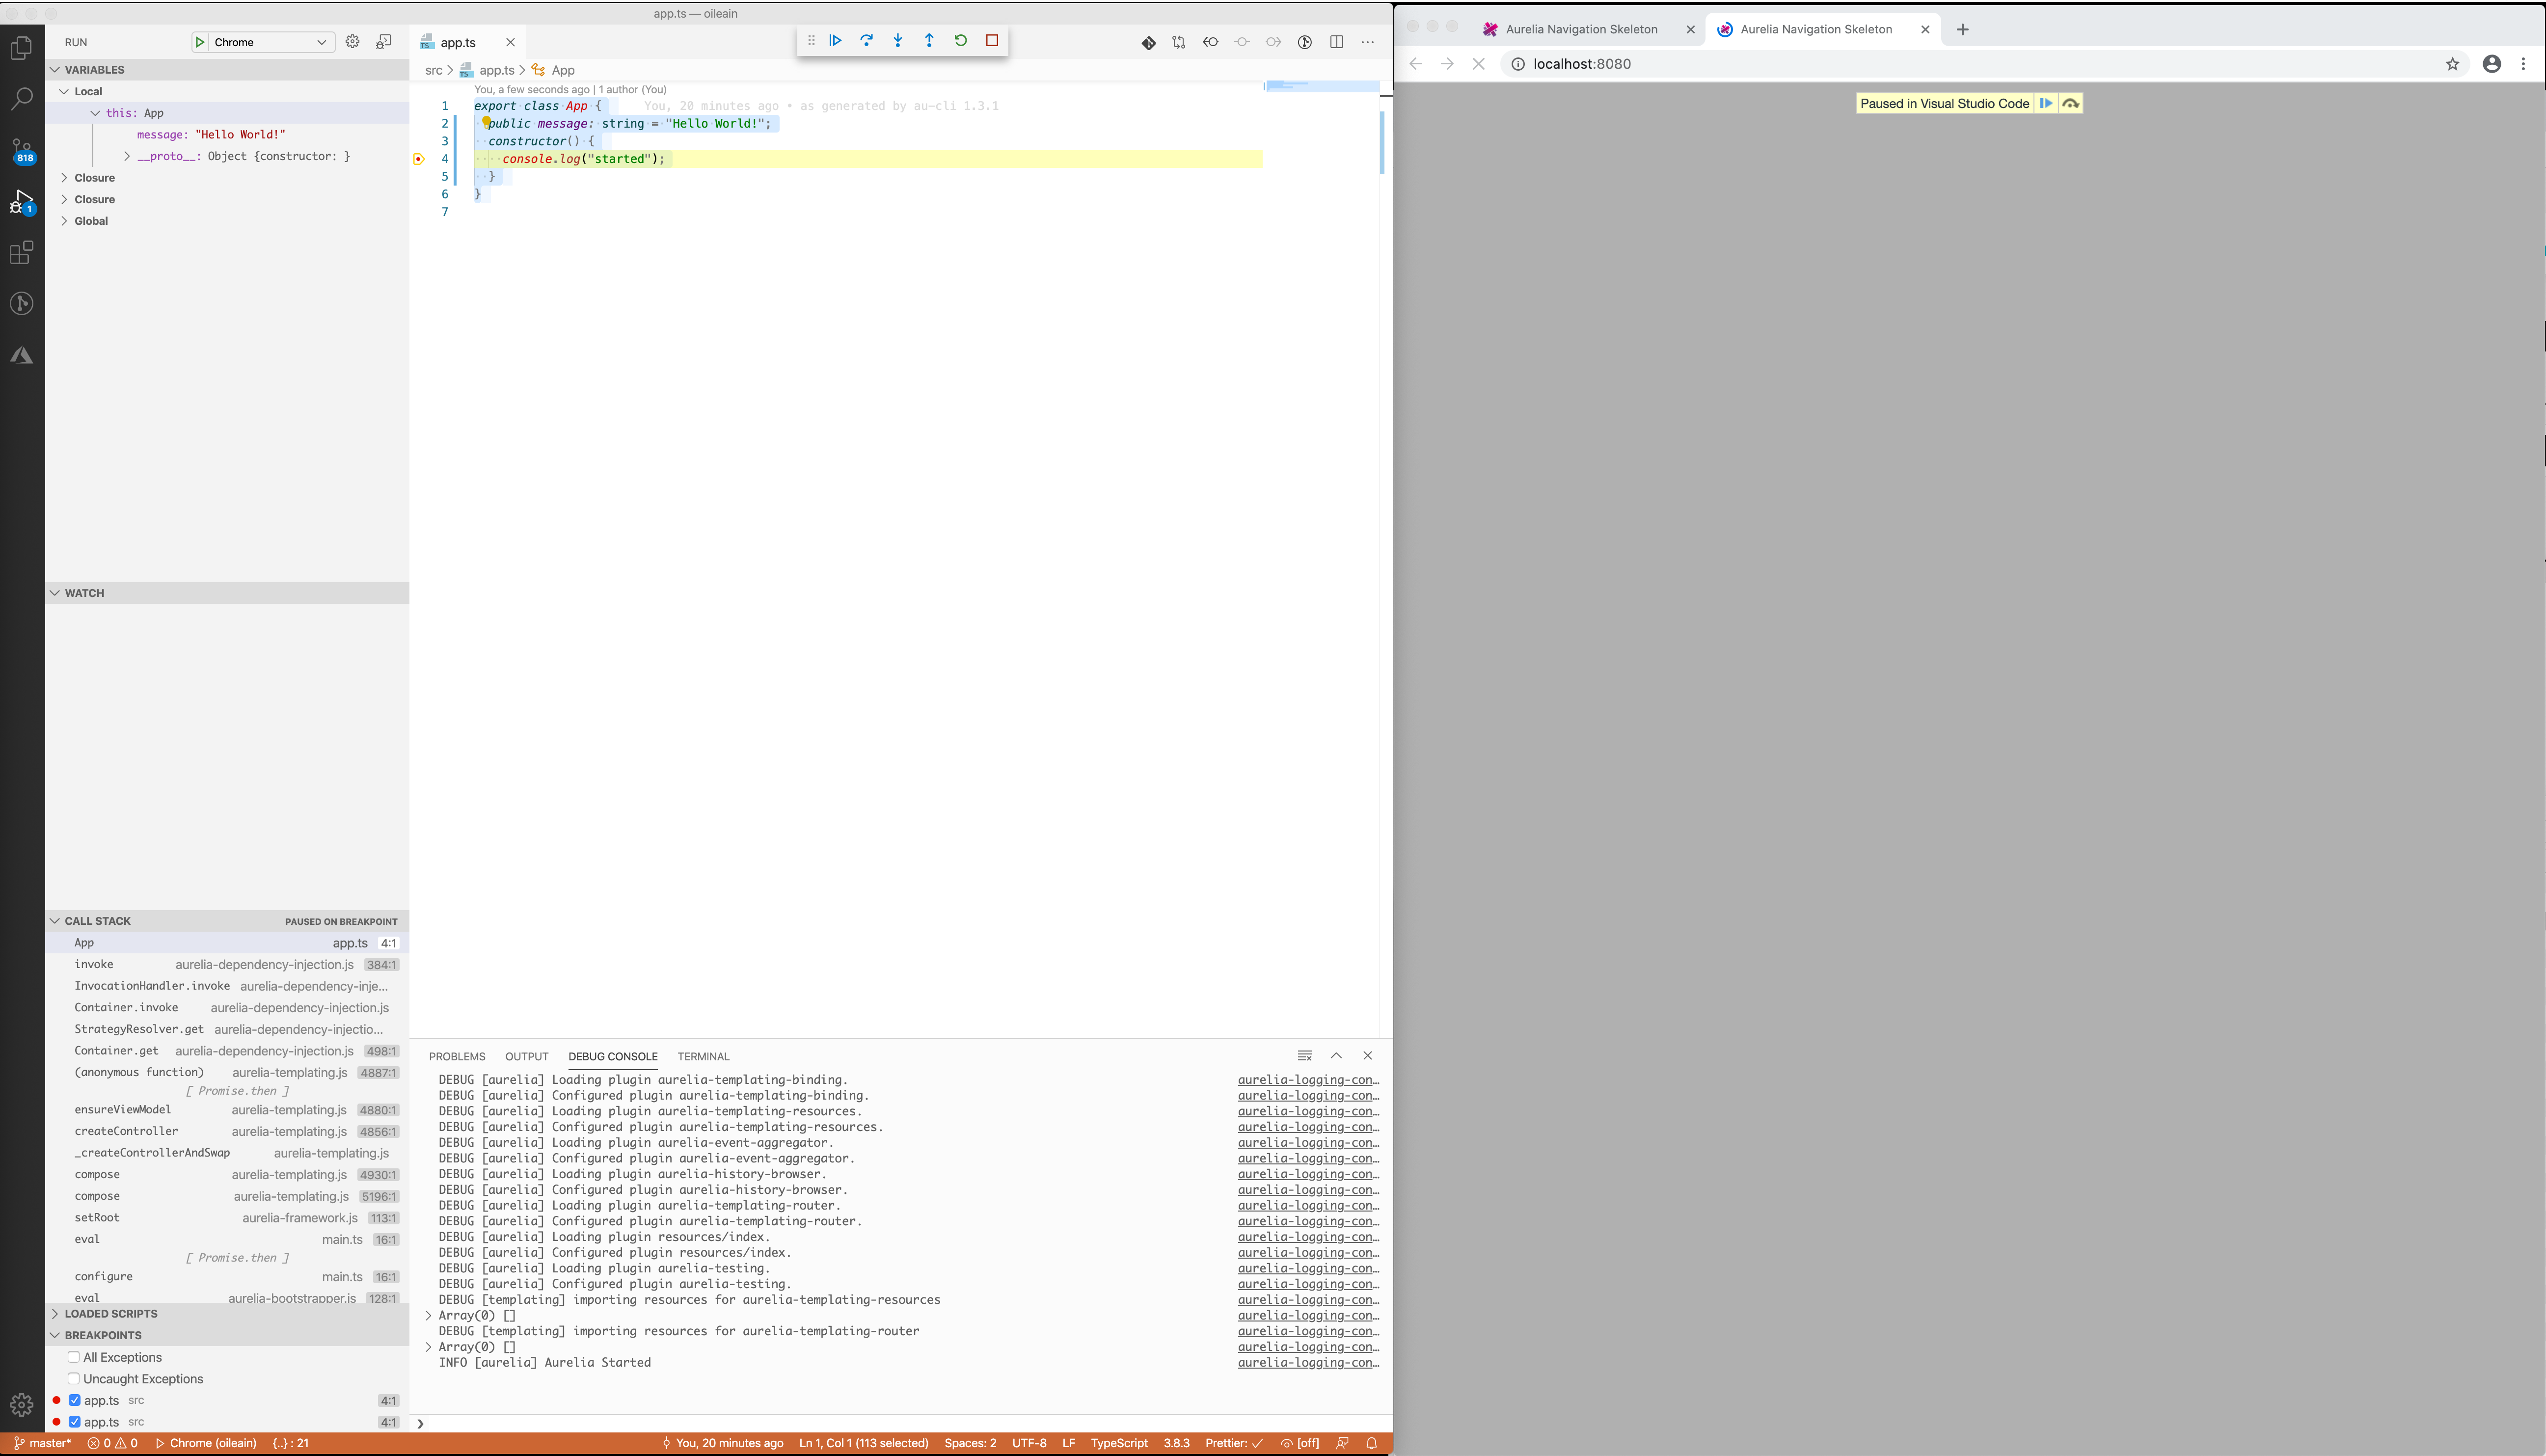 app.ts — oileain
RUN
Chrome
VARIABLES
Local
this: App
message: "Hello World!"
__proto__: Object {constructor: }
Closure
Closure
Global
818
1
WATCH
CALL STACK PAUSED ON BREAKPOINT
App app.ts 4:1
invoke aurelia-dependency-injection.js 384:1
InvocationHandler.invoke aurelia-dependency-inje...
Container.invoke aurelia-dependency-injection.js
StrategyResolver.get aurelia-dependency-injectio...
Container.get aurelia-dependency-injection.js 498:1
(anonymous function) aurelia-templating.js 4887:1
[ Promise.then ]
ensureViewModel aurelia-templating.js 4880:1
createController aurelia-templating.js 4856:1
_createControllerAndSwap aurelia-templating.js
compose aurelia-templating.js 4930:1
compose aurelia-templating.js 5196:1
setRoot aurelia-framework.js 113:1
eval main.ts 16:1
[ Promise.then ]
configure main.ts 16:1
eval aurelia-bootstrapper.js 128:1
LOADED SCRIPTS
BREAKPOINTS
All Exceptions
Uncaught Exceptions
app.ts src 4:1
app.ts src 4:1
TS app.ts
src > TS app.ts > App
You, a few seconds ago | 1 author (You)
1 export class App { You, 20 minutes ago • as generated by au-cli 1.3.1
2 public message: string = "Hello World!";
3 constructor() {
4 console.log("started");
5 }
6 }
7
PROBLEMS OUTPUT DEBUG CONSOLE TERMINAL
DEBUG [aurelia] Loading plugin aurelia-templating-binding. aurelia-logging-con…
DEBUG [aurelia] Configured plugin aurelia-templating-binding. aurelia-logging-con…
DEBUG [aurelia] Loading plugin aurelia-templating-resources. aurelia-logging-con…
DEBUG [aurelia] Configured plugin aurelia-templating-resources. aurelia-logging-con…
DEBUG [aurelia] Loading plugin aurelia-event-aggregator. aurelia-logging-con…
DEBUG [aurelia] Configured plugin aurelia-event-aggregator. aurelia-logging-con…
DEBUG [aurelia] Loading plugin aurelia-history-browser. aurelia-logging-con…
DEBUG [aurelia] Configured plugin aurelia-history-browser. aurelia-logging-con…
DEBUG [aurelia] Loading plugin aurelia-templating-router. aurelia-logging-con…
DEBUG [aurelia] Configured plugin aurelia-templating-router. aurelia-logging-con…
DEBUG [aurelia] Loading plugin resources/index. aurelia-logging-con…
DEBUG [aurelia] Configured plugin resources/index. aurelia-logging-con…
DEBUG [aurelia] Loading plugin aurelia-testing. aurelia-logging-con…
DEBUG [aurelia] Configured plugin aurelia-testing. aurelia-logging-con…
DEBUG [templating] importing resources for aurelia-templating-resources aurelia-logging-con…
> Array(0) [] aurelia-logging-con…
DEBUG [templating] importing resources for aurelia-templating-router aurelia-logging-con…
> Array(0) [] aurelia-logging-con…
INFO [aurelia] Aurelia Started aurelia-logging-con…
master* 0 0 Chrome (oileain) {..} : 21 You, 20 minutes ago Ln 1, Col 1 (113 selected) Spaces: 2 UTF-8 LF TypeScript 3.8.3 Prettier: ✓ [off]
Aurelia Navigation Skeleton
Aurelia Navigation Skeleton
localhost:8080
Paused in Visual Studio Code